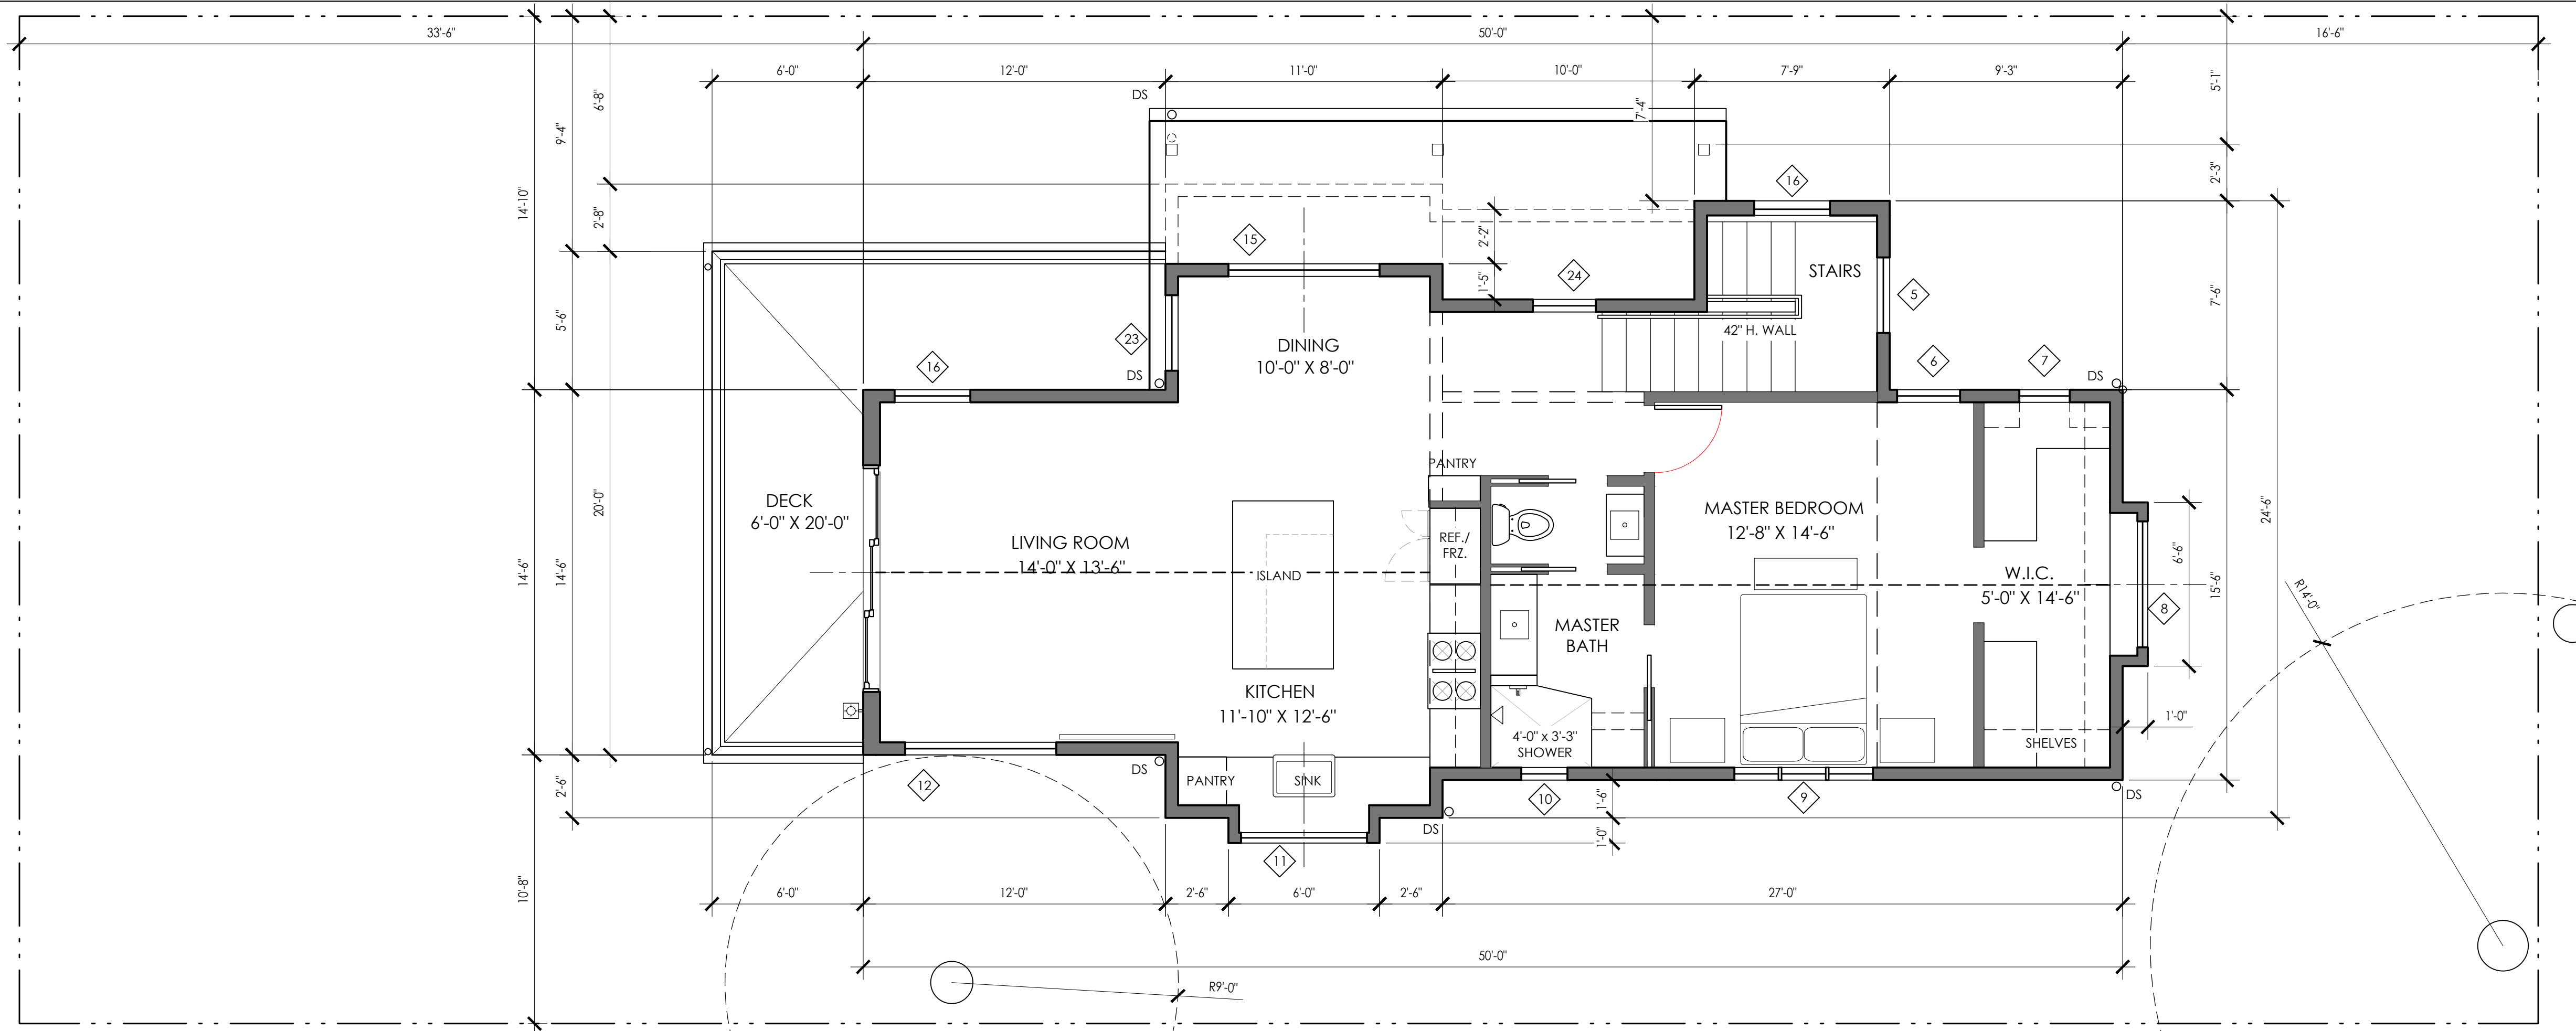 33'-6"
50'-0"
16'-6"
6'-0"
12'-0"
11'-0"
10'-0"
7'-9"
9'-3"
6'-8"
9'-4"
14'-10"
2'-8"
5'-6"
20'-0"
14'-6"
14'-6"
2'-6"
10'-8"
7'-4"
5'-1"
2'-3"
7'-6"
24'-6"
15'-6"
6'-6"
1'-0"
DS
16
15
2'-2"
1'-5"
24
STAIRS
5
42" H. WALL
23
DINING
10'-0" X 8'-0"
16
DS
6
7
DS
PANTRY
DECK
6'-0" X 20'-0"
LIVING ROOM
14'-0" X 13'-6"
ISLAND
REF./
FRZ.
MASTER BEDROOM
12'-8" X 14'-6"
W.I.C.
5'-0" X 14'-6"
8
R14'-0"
MASTER
BATH
KITCHEN
11'-10" X 12'-6"
4'-0" x 3'-3"
SHOWER
SHELVES
DS
PANTRY
SINK
12
10
9
DS
DS
1'-6"
1'-0"
11
6'-0"
12'-0"
2'-6"
6'-0"
2'-6"
27'-0"
50'-0"
R9'-0"